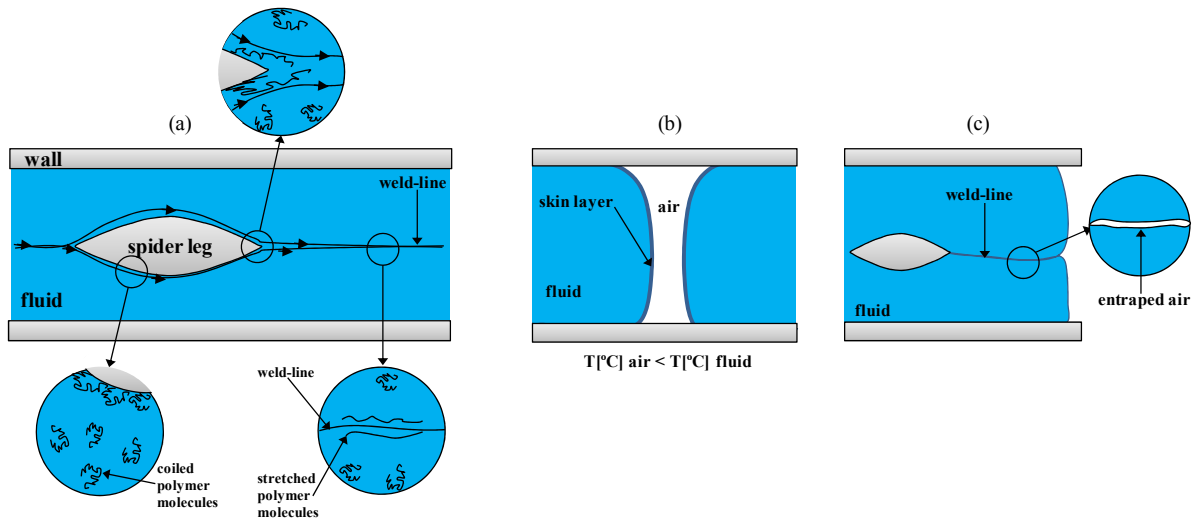 (a)
wall
weld-line
spider leg
fluid
weld-line
coiled
polymer
molecules
stretched
polymer
molecules
(b)
skin layer
air
fluid
T[ºC] air < T[ºC] fluid
(c)
weld-line
fluid
entraped air